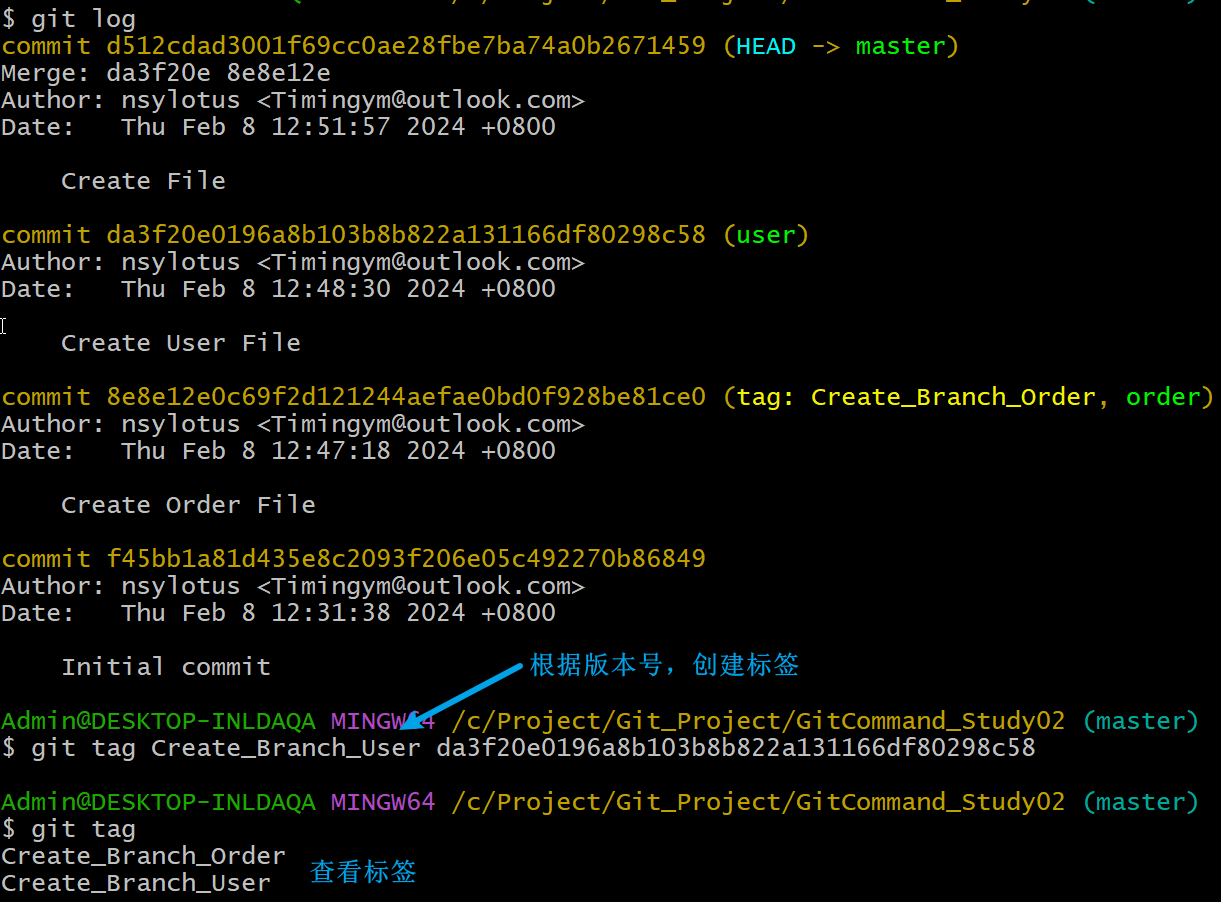 $ git log
commit d512cdad3001f69cc0ae28fbe7ba74a0b2671459 (HEAD -> master)
Merge: da3f20e 8e8e12e
Author: nsylotus <Timingym@outlook.com>
Date:   Thu Feb 8 12:51:57 2024 +0800
    Create File
commit da3f20e0196a8b103b8b822a131166df80298c58 (user)
Author: nsylotus <Timingym@outlook.com>
Date:   Thu Feb 8 12:48:30 2024 +0800
    Create User File
commit 8e8e12e0c69f2d121244aefae0bd0f928be81ce0 (tag: Create_Branch_Order, order)
Author: nsylotus <Timingym@outlook.com>
Date:   Thu Feb 8 12:47:18 2024 +0800
    Create Order File
commit f45bb1a81d435e8c2093f206e05c492270b86849
Author: nsylotus <Timingym@outlook.com>
Date:   Thu Feb 8 12:31:38 2024 +0800
    Initial commit
根据版本号，创建标签
Admin@DESKTOP-INLDAQA MINGW64 /c/Project/Git_Project/GitCommand_Study02 (master)
$ git tag Create_Branch_User da3f20e0196a8b103b8b822a131166df80298c58
Admin@DESKTOP-INLDAQA MINGW64 /c/Project/Git_Project/GitCommand_Study02 (master)
$ git tag
Create_Branch_Order
查看标签
Create_Branch_User